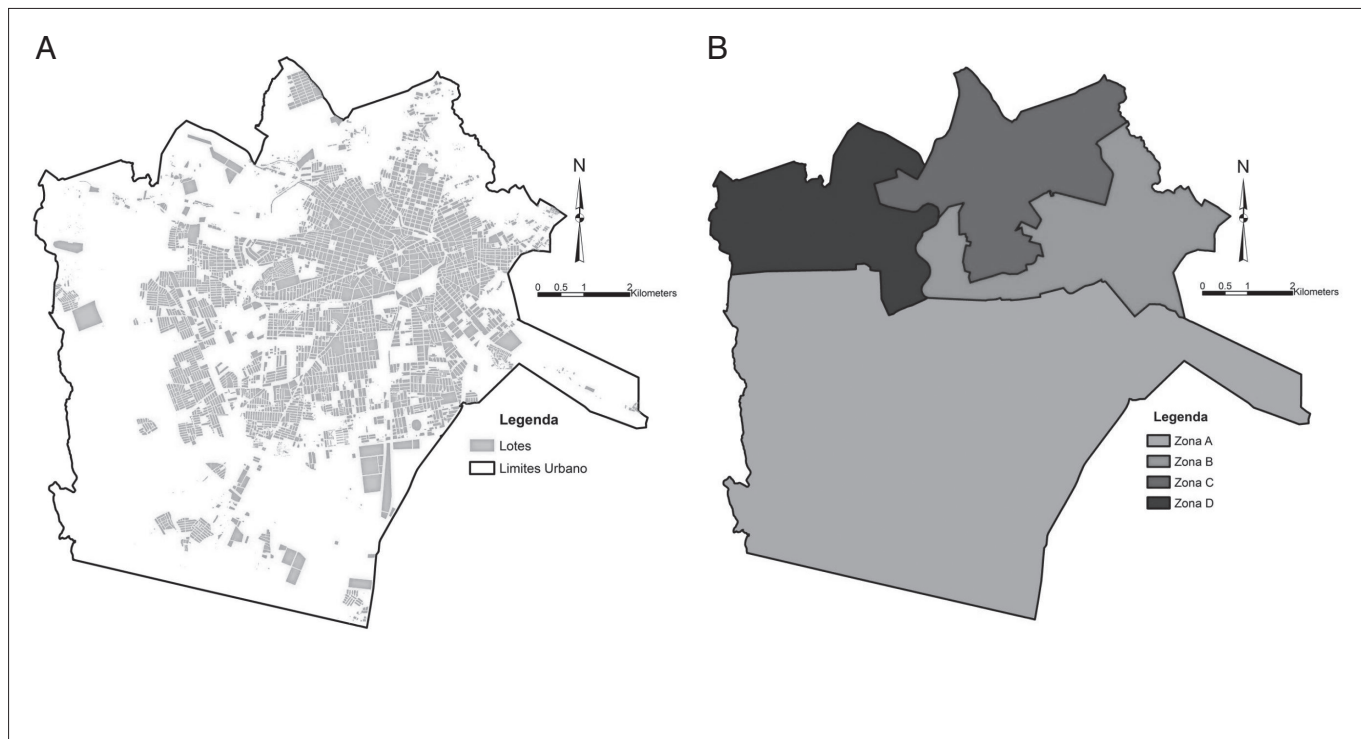 A
N
0 0.5 1 2
Kilometers
Legenda
Lotes
Limites Urbano
B
N
0 0.5 1 2
Kilometers
Legenda
Zona A
Zona B
Zona C
Zona D